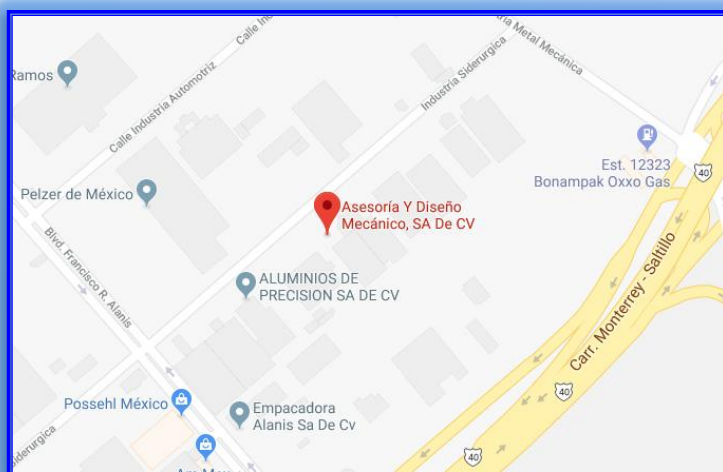 Calle In
ria Metal Mecánica
Ramos
Calle Industria Automotriz
Industria Siderurgica
Est. 12323
Bonampak Oxxo Gas
40
Pelzer de México
Asesoría Y Diseño
Mecánico, SA De CV
Blvd. Francisco R. Alanis
ALUMINIOS DE
PRECISION SA DE CV
Carr. Monterrey - Saltillo
40
Possehl México
Empacadora
Alanis Sa De Cv
Siderurgica
40